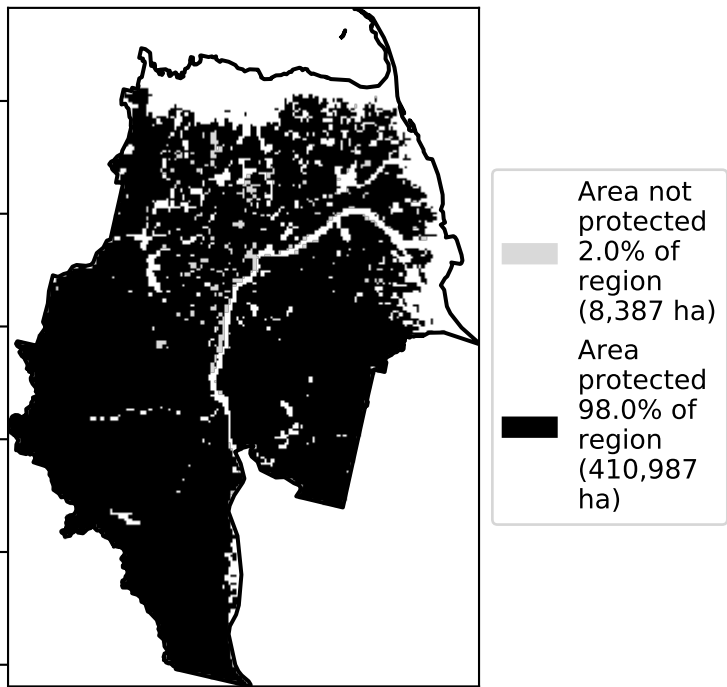 Area not
protected
2.0% of
region
(8,387 ha)
Area
protected
98.0% of
region
(410,987
ha)